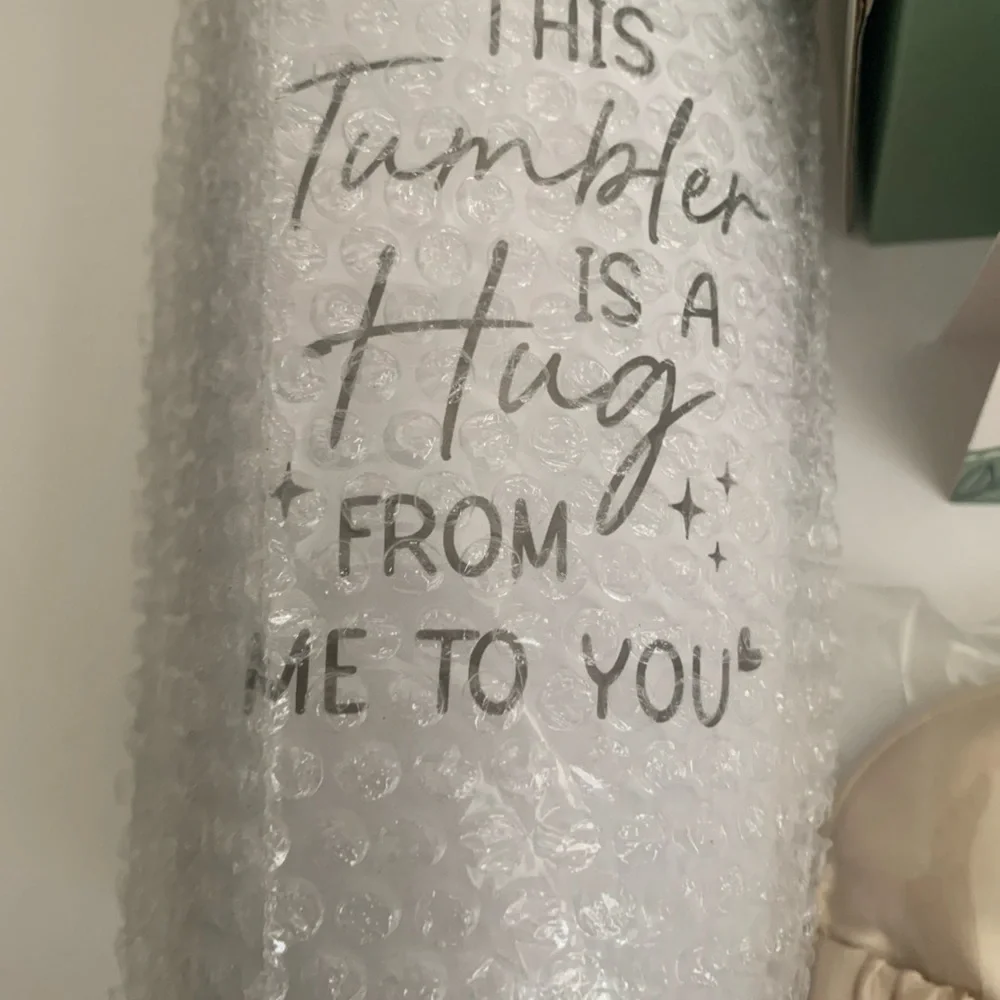 THIS
Tumbler
IS A
Hug
FROM
ME TO YOU